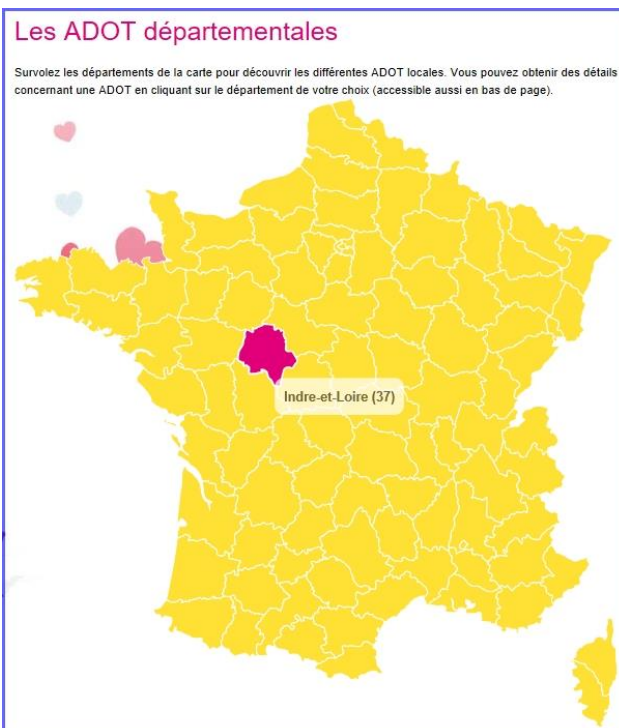 Les ADOT départementales
Survolez les départements de la carte pour découvrir les différentes ADOT locales. Vous pouvez obtenir des détails
concernant une ADOT en cliquant sur le département de votre choix (accessible aussi en bas de page).
Indre-et-Loire (37)